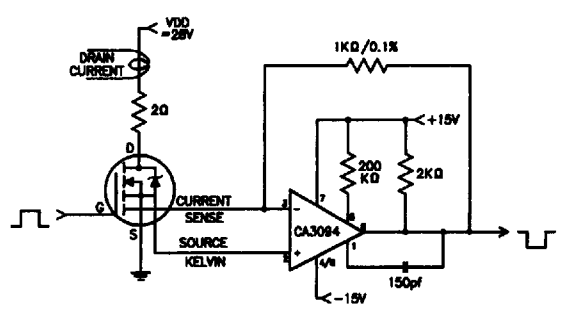 VDD
=28V
DRAIN
CURRENT
2Ω
D
G
S
CURRENT
SENSE
SOURCE
KELVIN
1KΩ/0.1%
+15V
200
KΩ
2KΩ
3
7
5
−
CA3094
6
+
2
4/8
1
150pf
−15V